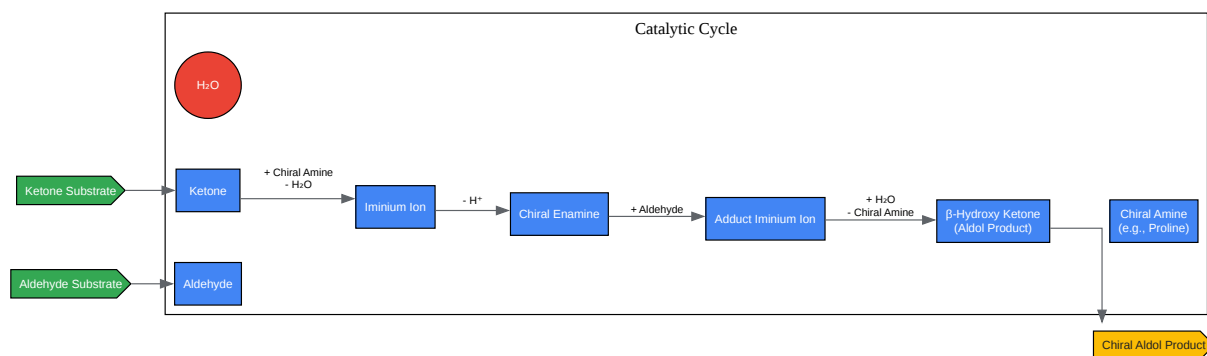 Catalytic Cycle
H₂O
Ketone Substrate
Ketone
+ Chiral Amine
- H₂O
Iminium Ion
- H⁺
Chiral Enamine
+ Aldehyde
Adduct Iminium Ion
+ H₂O
- Chiral Amine
β-Hydroxy Ketone
(Aldol Product)
Chiral Amine
(e.g., Proline)
Aldehyde Substrate
Aldehyde
Chiral Aldol Product